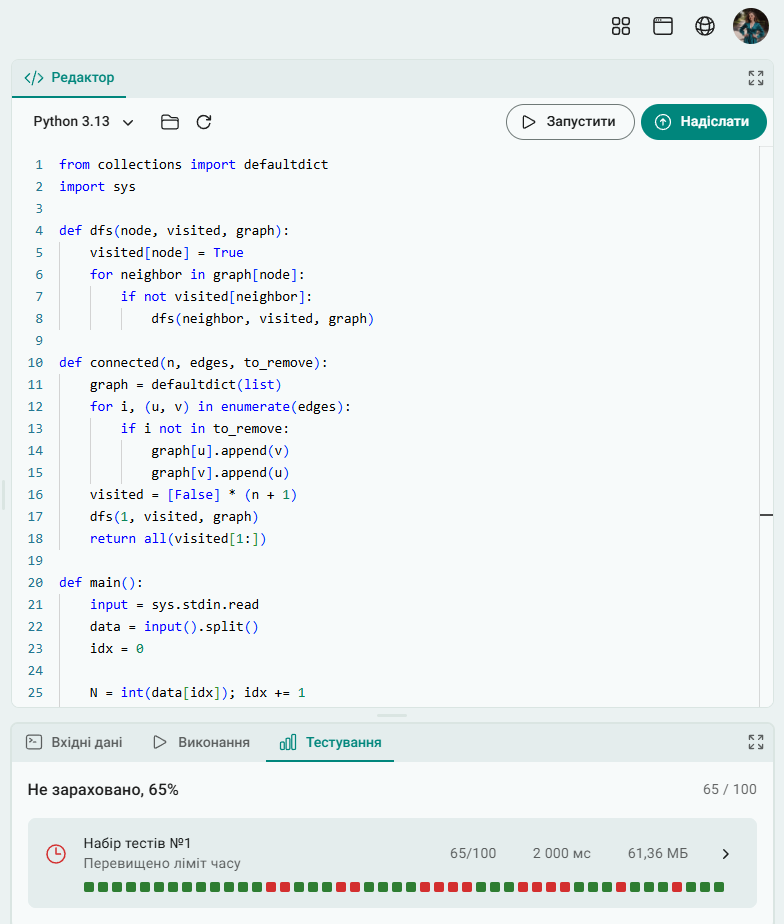 </> Редактор
Python 3.13
Запустити
Надіслати
1 from collections import defaultdict
2 import sys
3
4 def dfs(node, visited, graph):
5     visited[node] = True
6     for neighbor in graph[node]:
7         if not visited[neighbor]:
8             dfs(neighbor, visited, graph)
9
10 def connected(n, edges, to_remove):
11     graph = defaultdict(list)
12     for i, (u, v) in enumerate(edges):
13         if i not in to_remove:
14             graph[u].append(v)
15             graph[v].append(u)
16     visited = [False] * (n + 1)
17     dfs(1, visited, graph)
18     return all(visited[1:])
19
20 def main():
21     input = sys.stdin.read
22     data = input().split()
23     idx = 0
24
25     N = int(data[idx]); idx += 1
Вхідні дані
Виконання
Тестування
Не зараховано, 65%
65 / 100
Набір тестів №1
Перевищено ліміт часу
65/100
2 000 мс
61,36 МБ